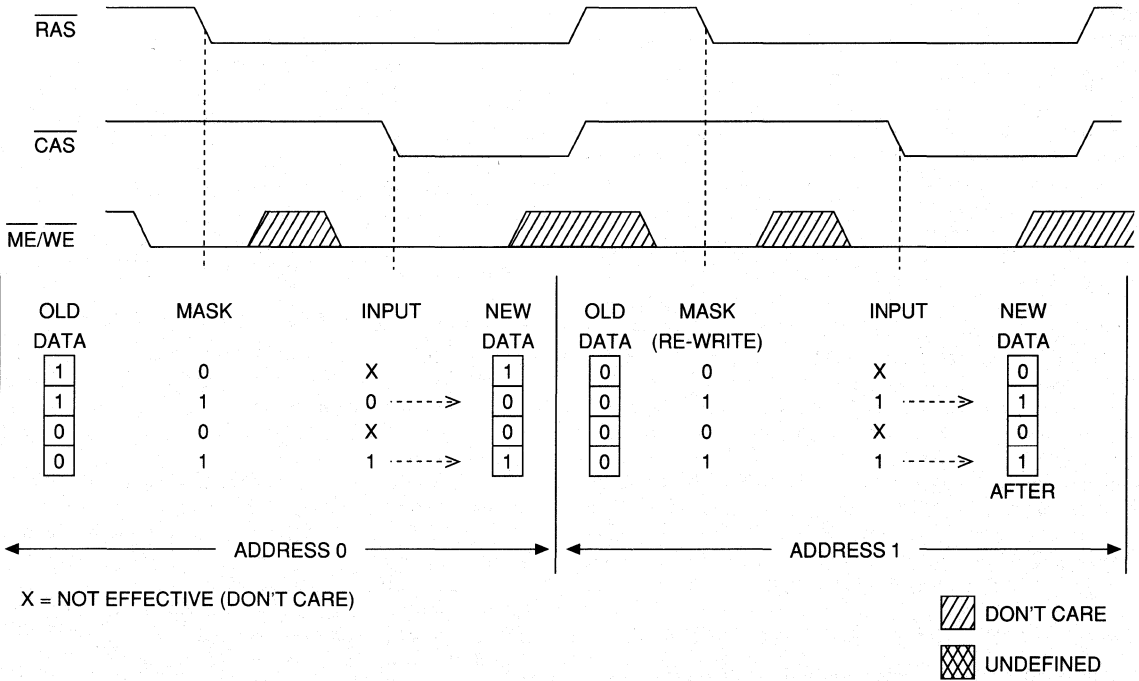 RAS
CAS
ME/WE
OLD MASK INPUT NEW OLD MASK INPUT NEW
DATA DATA DATA (RE-WRITE) DATA
1 0 X 1 0 0 X 0
1 1 0 0 0 1 1 1
0 0 X 0 0 0 X 0
0 1 1 1 0 1 1 1
AFTER
ADDRESS 0 ADDRESS 1
X = NOT EFFECTIVE (DON'T CARE)
DON'T CARE
UNDEFINED